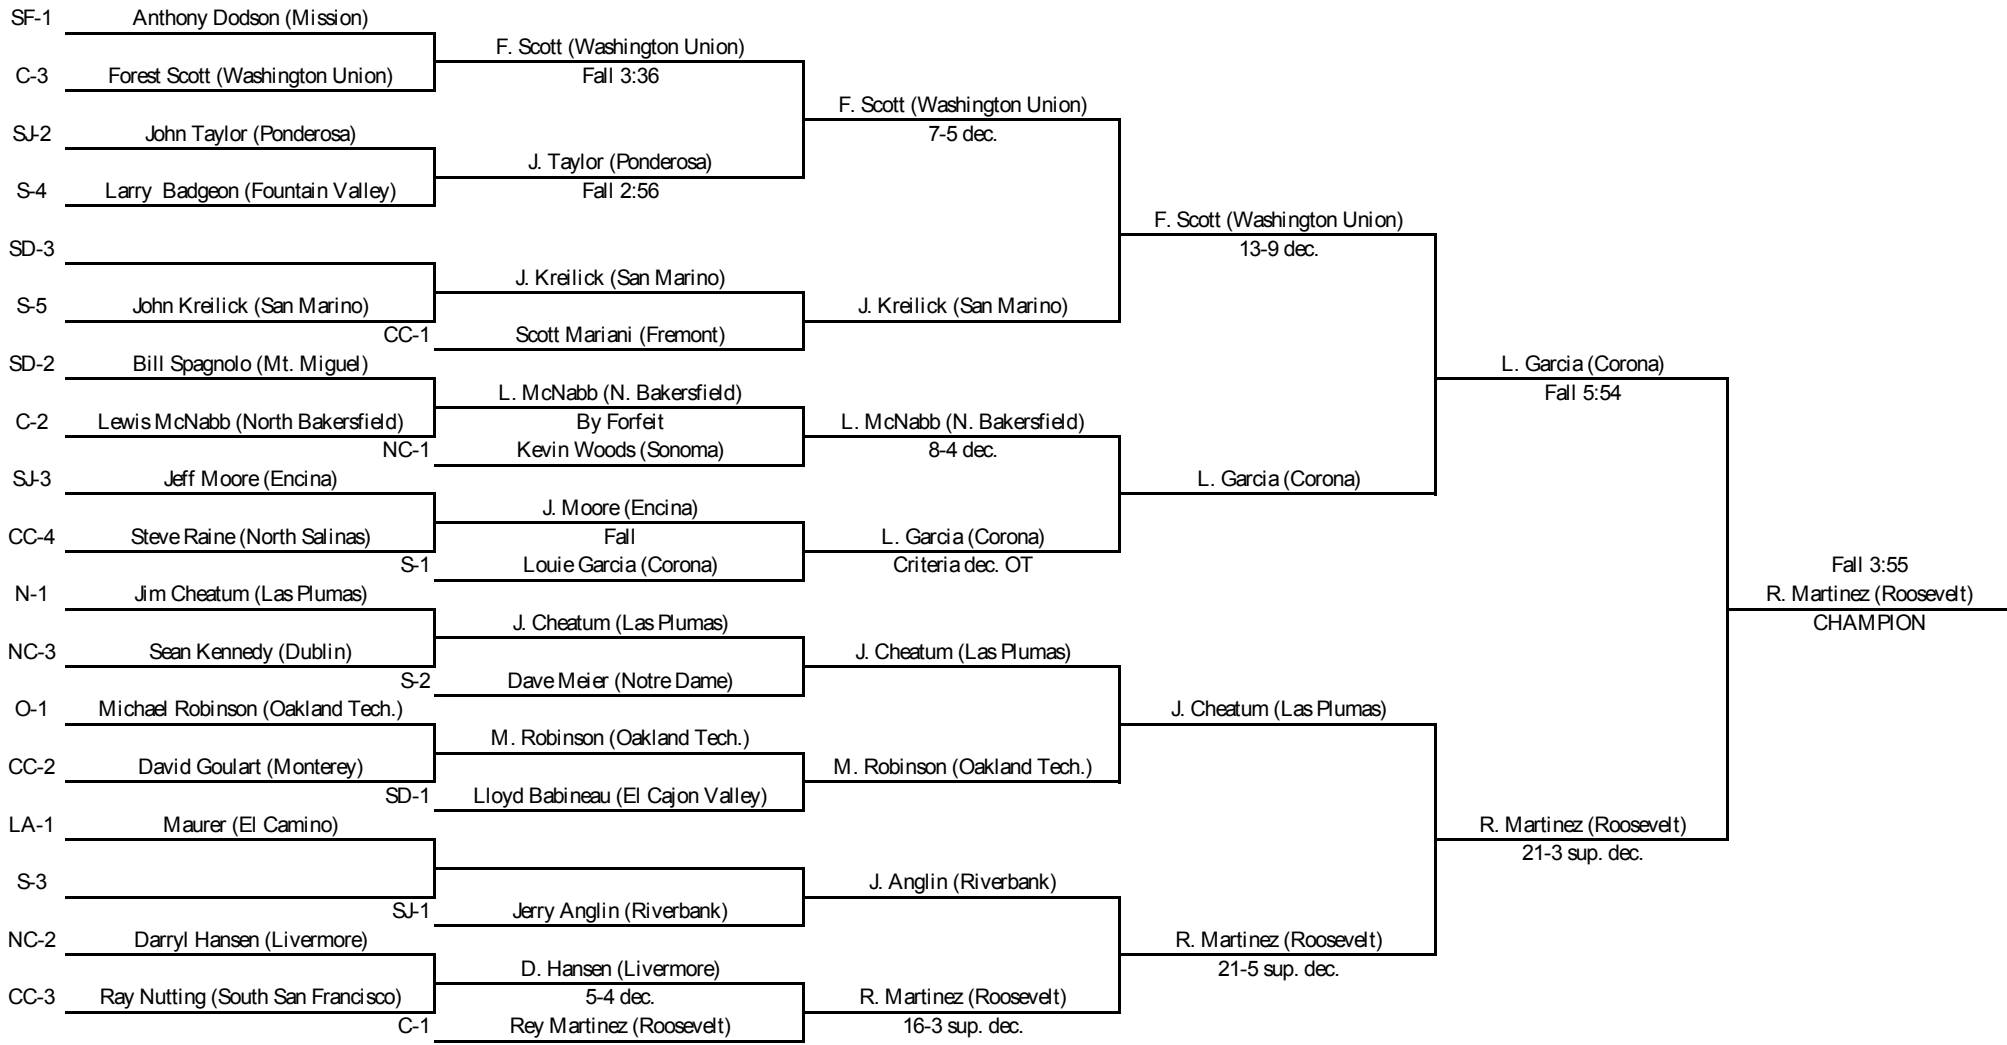 SF-1 Anthony Dodson (Mission)
F. Scott (Washington Union)
C-3 Forest Scott (Washington Union) Fall 3:36
F. Scott (Washington Union)
SJ-2 John Taylor (Ponderosa) 7-5 dec.
J. Taylor (Ponderosa)
S-4 Larry Badgeon (Fountain Valley) Fall 2:56
F. Scott (Washington Union)
SD-3 13-9 dec.
J. Kreilick (San Marino)
S-5 John Kreilick (San Marino) J. Kreilick (San Marino)
CC-1 Scott Mariani (Fremont)
SD-2 Bill Spagnolo (Mt. Miguel) L. Garcia (Corona)
L. McNabb (N. Bakersfield) Fall 5:54
C-2 Lewis McNabb (North Bakersfield) By Forfeit L. McNabb (N. Bakersfield)
NC-1 Kevin Woods (Sonoma) 8-4 dec.
SJ-3 Jeff Moore (Encina) L. Garcia (Corona)
J. Moore (Encina)
CC-4 Steve Raine (North Salinas) Fall L. Garcia (Corona)
S-1 Louie Garcia (Corona) Criteria dec. OT Fall 3:55
N-1 Jim Cheatum (Las Plumas) R. Martinez (Roosevelt)
J. Cheatum (Las Plumas) CHAMPION
NC-3 Sean Kennedy (Dublin) J. Cheatum (Las Plumas)
S-2 Dave Meier (Notre Dame)
O-1 Michael Robinson (Oakland Tech.) J. Cheatum (Las Plumas)
M. Robinson (Oakland Tech.)
CC-2 David Goulart (Monterey) M. Robinson (Oakland Tech.)
SD-1 Lloyd Babineau (El Cajon Valley)
LA-1 Maurer (El Camino) R. Martinez (Roosevelt)
21-3 sup. dec.
S-3 J. Anglin (Riverbank)
SJ-1 Jerry Anglin (Riverbank)
NC-2 Darryl Hansen (Livermore) R. Martinez (Roosevelt)
D. Hansen (Livermore) 21-5 sup. dec.
CC-3 Ray Nutting (South San Francisco) 5-4 dec. R. Martinez (Roosevelt)
C-1 Rey Martinez (Roosevelt) 16-3 sup. dec.